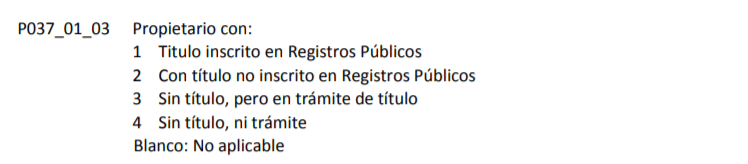 P037_01_03 Propietario con:
1 Titulo inscrito en Registros Públicos
2 Con título no inscrito en Registros Públicos
3 Sin título, pero en trámite de título
4 Sin título, ni trámite
Blanco: No aplicable